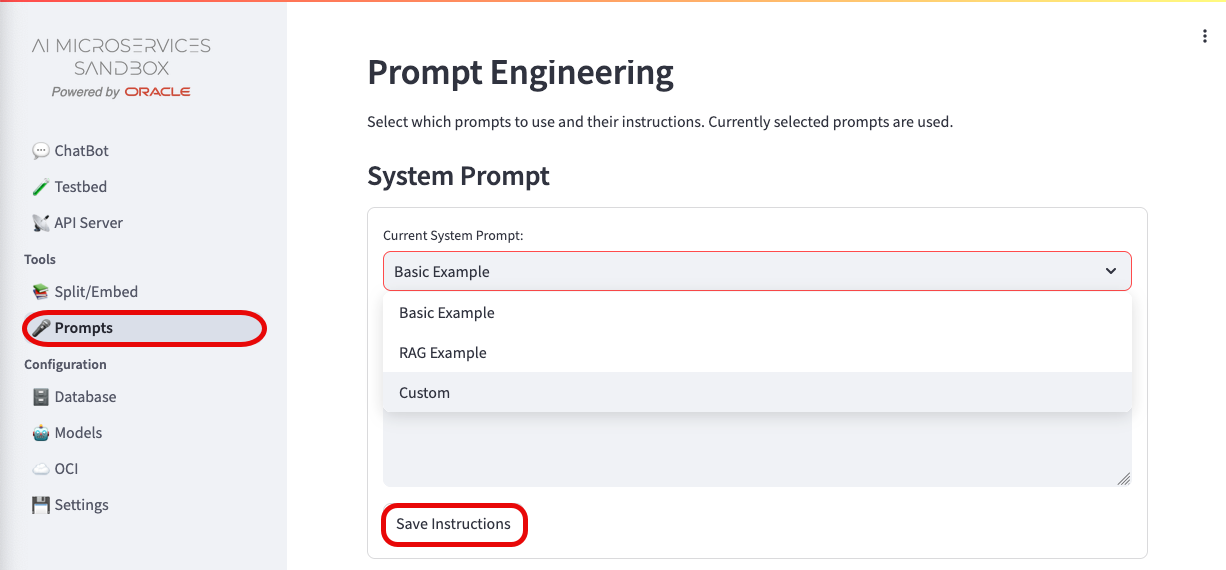 AI MICROSERVICES
SANDBOX
Powered by ORACLE
ChatBot
Testbed
API Server
Tools
Split/Embed
Prompts
Configuration
Database
Models
OCI
Settings
Prompt Engineering
Select which prompts to use and their instructions. Currently selected prompts are used.
System Prompt
Current System Prompt:
Basic Example
Basic Example
RAG Example
Custom
Save Instructions